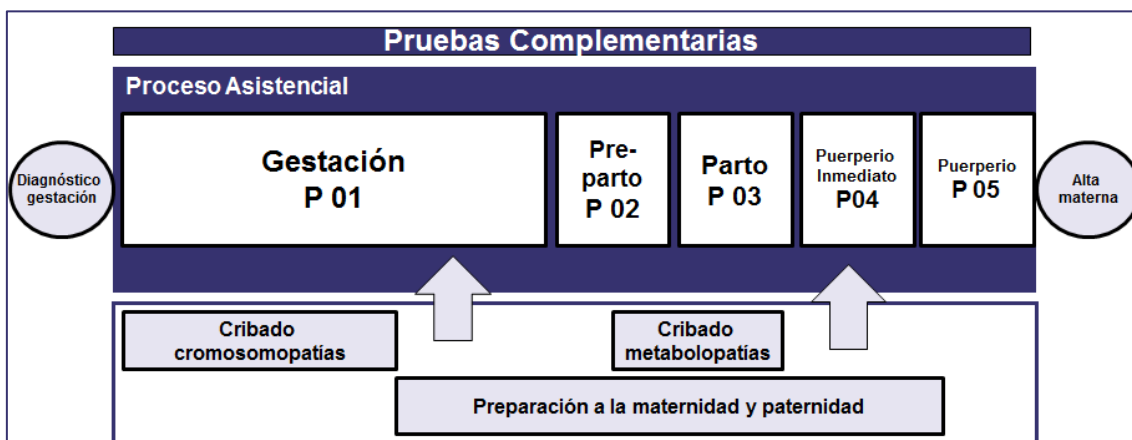 Pruebas Complementarias
Proceso Asistencial
Diagnóstico
gestación
Gestación
P 01
Pre-
parto
P 02
Parto
P 03
Puerperio
Inmediato
P04
Puerperio
P 05
Alta
materna
Cribado
cromosomopatías
Cribado
metabolopatías
Preparación a la maternidad y paternidad